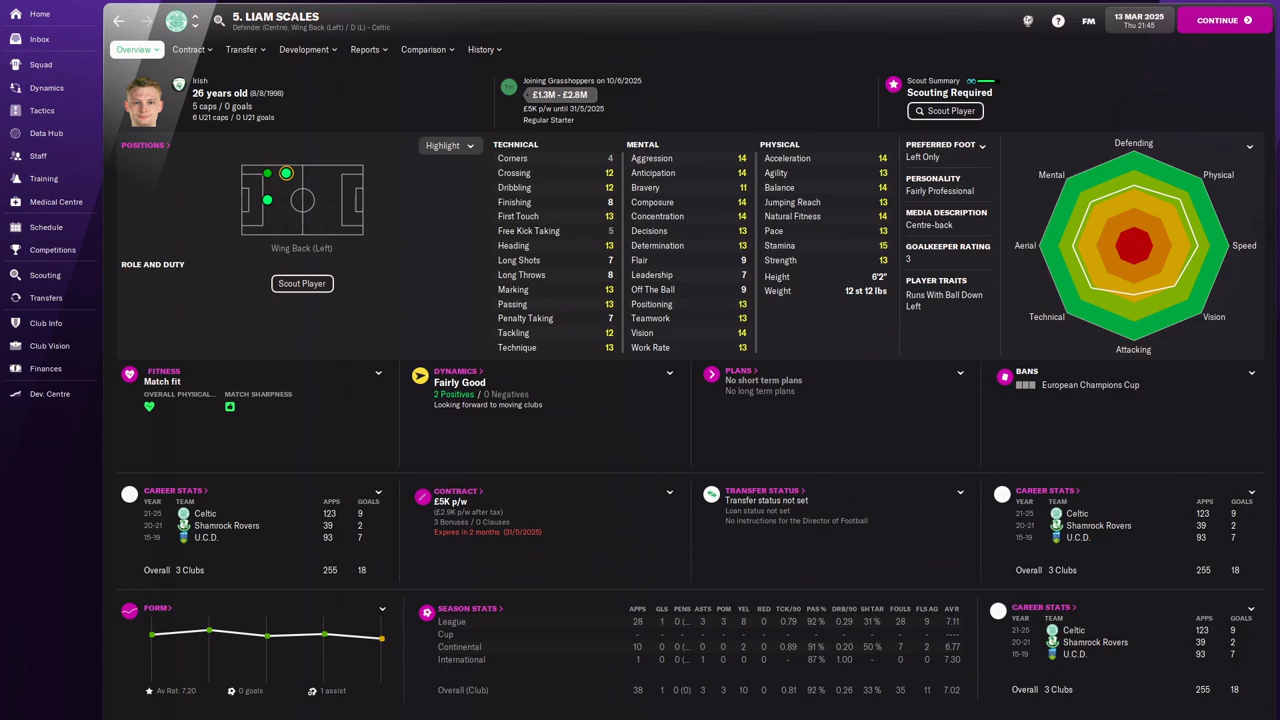 Home
Inbox
Squad
Dynamics
Tactics
Data Hub
Staff
Training
Medical Centre
Schedule
Competitions
Scouting
Transfers
Club Info
Club Vision
Finances
Dev. Centre
5. LIAM SCALES
Defender (Centre), Wing Back (Left) / D (L) - Celtic
FM
13 MAR 2025
Thu 21:45
CONTINUE
Overview
Contract
Transfer
Development
Reports
Comparison
History
Irish
26 years old (8/8/1998)
5 caps / 0 goals
6 U21 caps / 0 U21 goals
Trn
Joining Grasshoppers on 10/6/2025
£1.3M - £2.8M
£5K p/w until 31/5/2025
Regular Starter
Scout Summary
Scouting Required
Scout Player
POSITIONS
Wing Back (Left)
ROLE AND DUTY
Scout Player
Highlight
TECHNICAL
Corners 4
Crossing 12
Dribbling 12
Finishing 8
First Touch 13
Free Kick Taking 5
Heading 13
Long Shots 7
Long Throws 8
Marking 13
Passing 13
Penalty Taking 7
Tackling 12
Technique 13
MENTAL
Aggression 14
Anticipation 14
Bravery 11
Composure 14
Concentration 14
Decisions 13
Determination 13
Flair 9
Leadership 7
Off The Ball 9
Positioning 13
Teamwork 13
Vision 14
Work Rate 13
PHYSICAL
Acceleration 14
Agility 13
Balance 14
Jumping Reach 13
Natural Fitness 14
Pace 13
Stamina 15
Strength 13
Height 6'2"
Weight 12 st 12 lbs
PREFERRED FOOT
Left Only
PERSONALITY
Fairly Professional
MEDIA DESCRIPTION
Centre-back
GOALKEEPER RATING
3
PLAYER TRAITS
Runs With Ball Down
Left
Defending
Mental
Physical
Aerial
Speed
Technical
Vision
Attacking
FITNESS
Match fit
OVERALL PHYSICAL... MATCH SHARPNESS
DYNAMICS
Fairly Good
2 Positives / 0 Negatives
Looking forward to moving clubs
PLANS
No short term plans
No long term plans
BANS
European Champions Cup
CAREER STATS
YEAR TEAM APPS GOALS
21-25 Celtic 123 9
20-21 Shamrock Rovers 39 2
15-19 U.C.D. 93 7
Overall 3 Clubs 255 18
CONTRACT
£5K p/w
(£2.9K p/w after tax)
3 Bonuses / 0 Clauses
Expires in 2 months (31/5/2025)
TRANSFER STATUS
Transfer status not set
Loan status not set
No instructions for the Director of Football
CAREER STATS
YEAR TEAM APPS GOALS
21-25 Celtic 123 9
20-21 Shamrock Rovers 39 2
15-19 U.C.D. 93 7
Overall 3 Clubs 255 18
FORM
Av Rat: 7.20 0 goals 1 assist
SEASON STATS APPS GLS PENS ASTS POM YEL RED TCK/90 PAS % DRB/90 SH TAR FOULS FLS AG AV R
League 28 1 0 (... 3 3 8 0 0.79 92 % 0.29 31 % 28 9 7.11
Cup - - - - - - - - - - - - - ----
Continental 10 0 0 (... 0 0 2 0 0.89 91 % 0.20 50 % 7 2 6.77
International 1 0 0 (... 1 0 0 0 - 87 % 1.00 - 0 0 7.30
Overall (Club) 38 1 0 (0) 3 3 10 0 0.81 92 % 0.26 33 % 35 11 7.02
CAREER STATS
YEAR TEAM APPS GOALS
21-25 Celtic 123 9
20-21 Shamrock Rovers 39 2
15-19 U.C.D. 93 7
Overall 3 Clubs 255 18